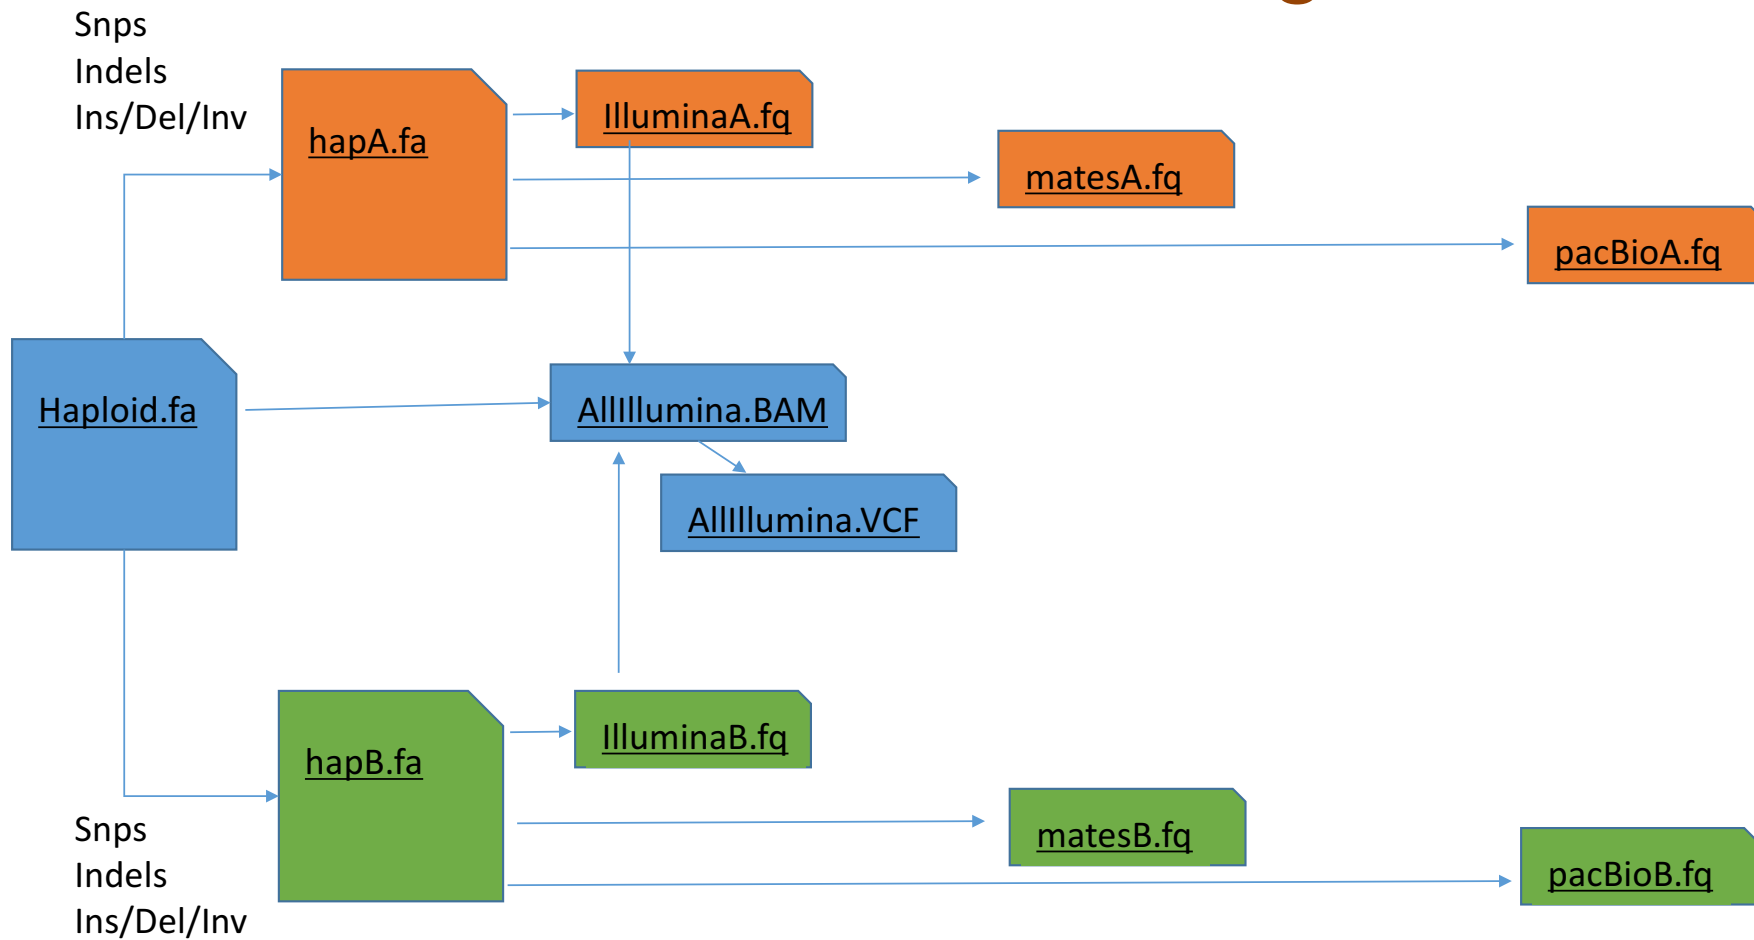 Snps
Indels
Ins/Del/Inv
hapA.fa
IlluminaA.fq
matesA.fq
pacBioA.fq
Haploid.fa
AllIllumina.BAM
AllIllumina.VCF
hapB.fa
IlluminaB.fq
matesB.fq
pacBioB.fq
Snps
Indels
Ins/Del/Inv